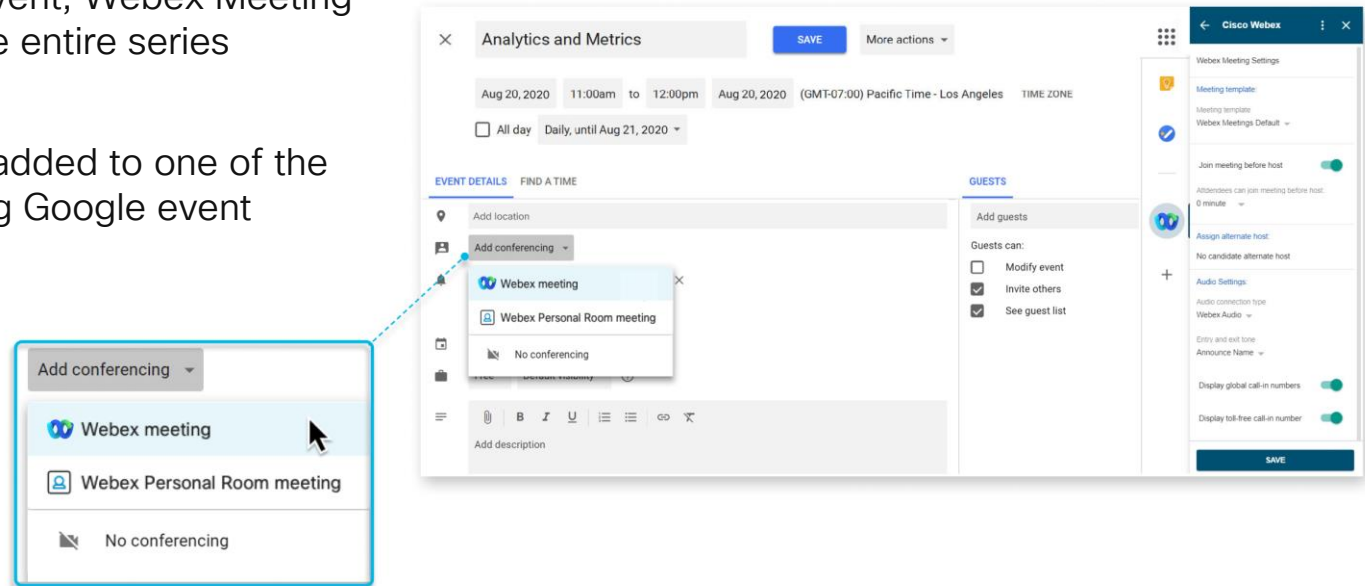 vent, Webex Meeting
e entire series
added to one of the
g Google event
Analytics and Metrics
SAVE
More actions
Aug 20, 2020 11:00am to 12:00pm Aug 20, 2020 (GMT-07:00) Pacific Time - Los Angeles TIME ZONE
All day Daily, until Aug 21, 2020
EVENT DETAILS FIND A TIME
Add location
Add conferencing
Webex meeting
Webex Personal Room meeting
No conferencing
Free Default visibility
B I U
Add description
GUESTS
Add guests
Guests can:
Modify event
Invite others
See guest list
Cisco Webex
Webex Meeting Settings
Meeting template:
Meeting template
Webex Meetings Default
Join meeting before host
Attdendees can join meeting before host:
0 minute
Assign alternate host:
No candidate alternate host
Audio Settings:
Audio connection type
Webex Audio
Entry and exit tone
Announce Name
Display global call-in numbers
Display toll-free call-in number
SAVE
Add conferencing
Webex meeting
Webex Personal Room meeting
No conferencing